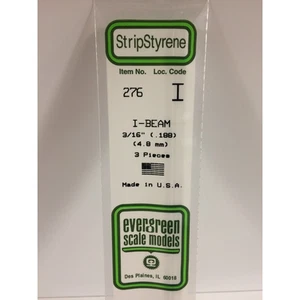 StripStyrene
Item No. Loc. Code
276 I
I-BEAM
3/16" (.188)
(4.8 mm)
3 Pieces
Made in U.S.A.
evergreen
scale models
Des Plaines, IL 60018